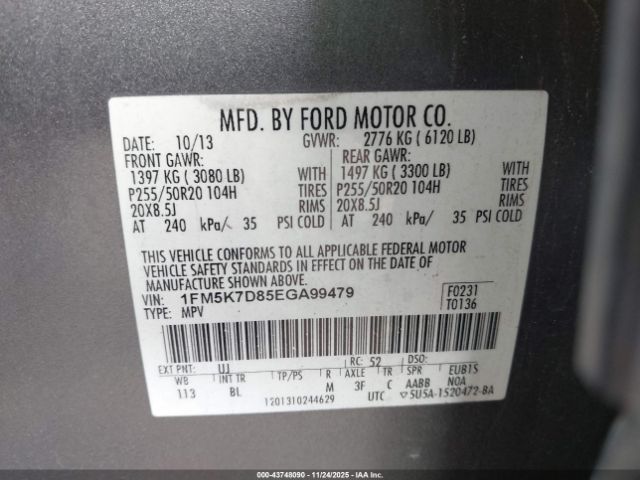 MFD. BY FORD MOTOR CO.
DATE: 10/13 GVWR: 2776 KG ( 6120 LB)
FRONT GAWR: REAR GAWR:
1397 KG ( 3080 LB) WITH 1497 KG ( 3300 LB) WITH
P255/50R20 104H TIRES P255/50R20 104H TIRES
20X8.5J RIMS 20X8.5J RIMS
AT 240 kPa/ 35 PSI COLD AT 240 kPa/ 35 PSI COLD
THIS VEHICLE CONFORMS TO ALL APPLICABLE FEDERAL MOTOR
VEHICLE SAFETY STANDARDS IN EFFECT ON THE DATE OF
MANUFACTURE SHOWN ABOVE.
VIN: 1FM5K7D85EGA99479 F0231
TYPE: MPV T0136
EXT PNT: UJ RC: 52 DSO:
WB INT TR TP/PS R AXLE TR SPR EUB1S
113 BL M 3F C AABB N0A
1201310244629 UTC ▽5U5A-1520472-BA
000-43748090 - 11/24/2025 - IAAI.com